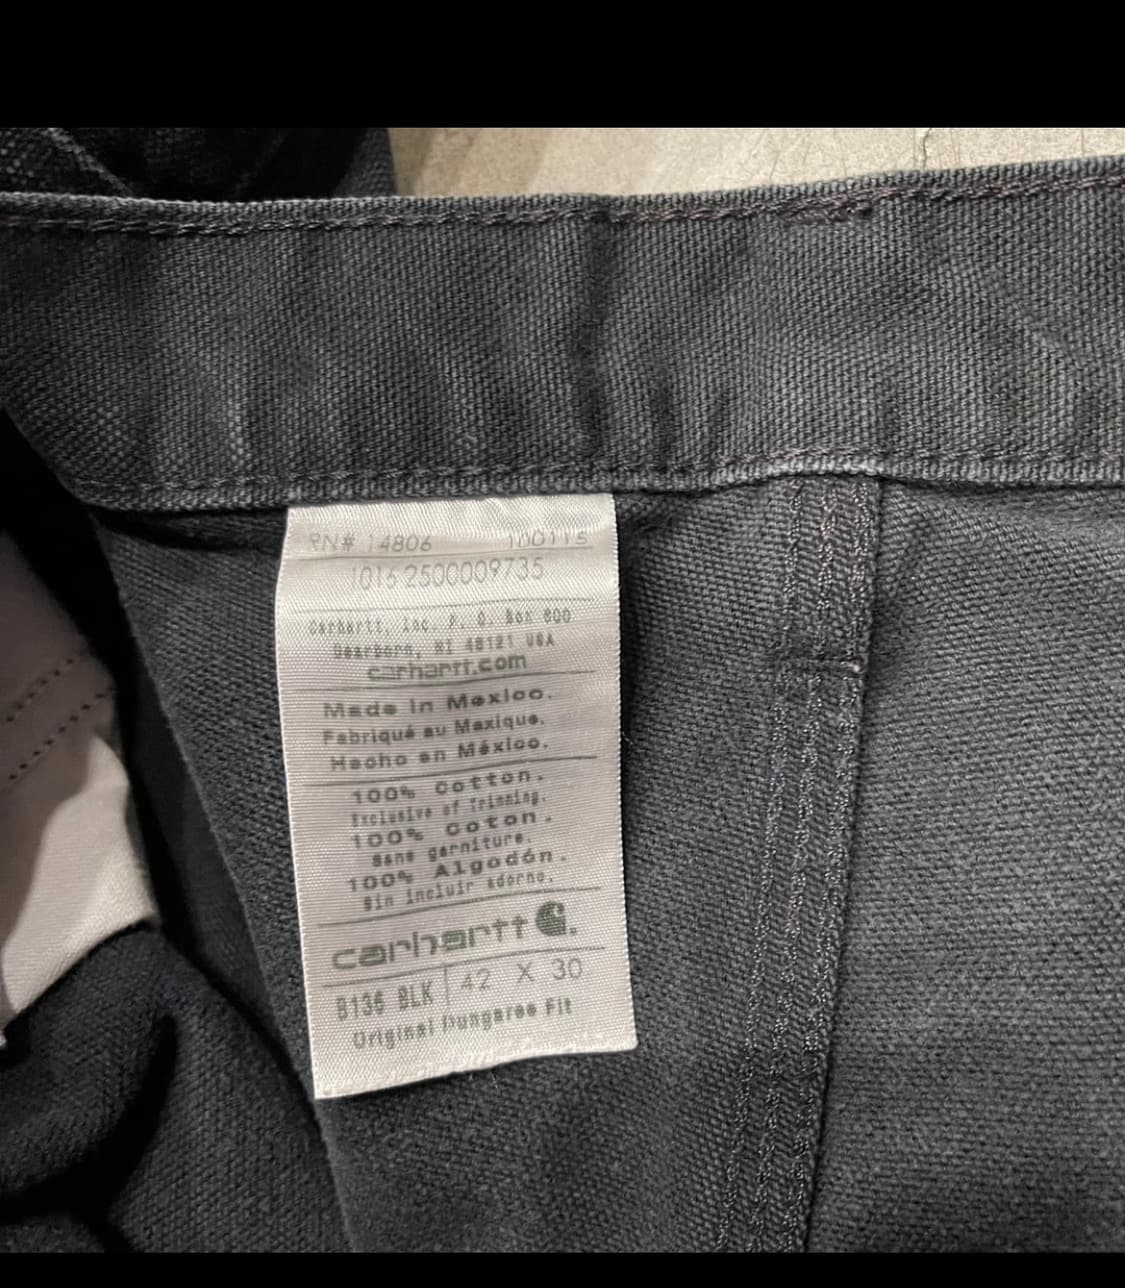 RN# 14806 100115
10162500009735
Carhartt, Inc. P. O. Box 600
Dearborn, MI 48121 USA
carhartt.com
Made in Mexico.
Fabriqué au Mexique.
Hecho en México.
100% Cotton.
Exclusive of Trimming.
100% Coton.
Sans garniture.
100% Algodón.
Sin incluir adorno.
carhartt
B136 BLK 42 X 30
Original Dungaree Fit